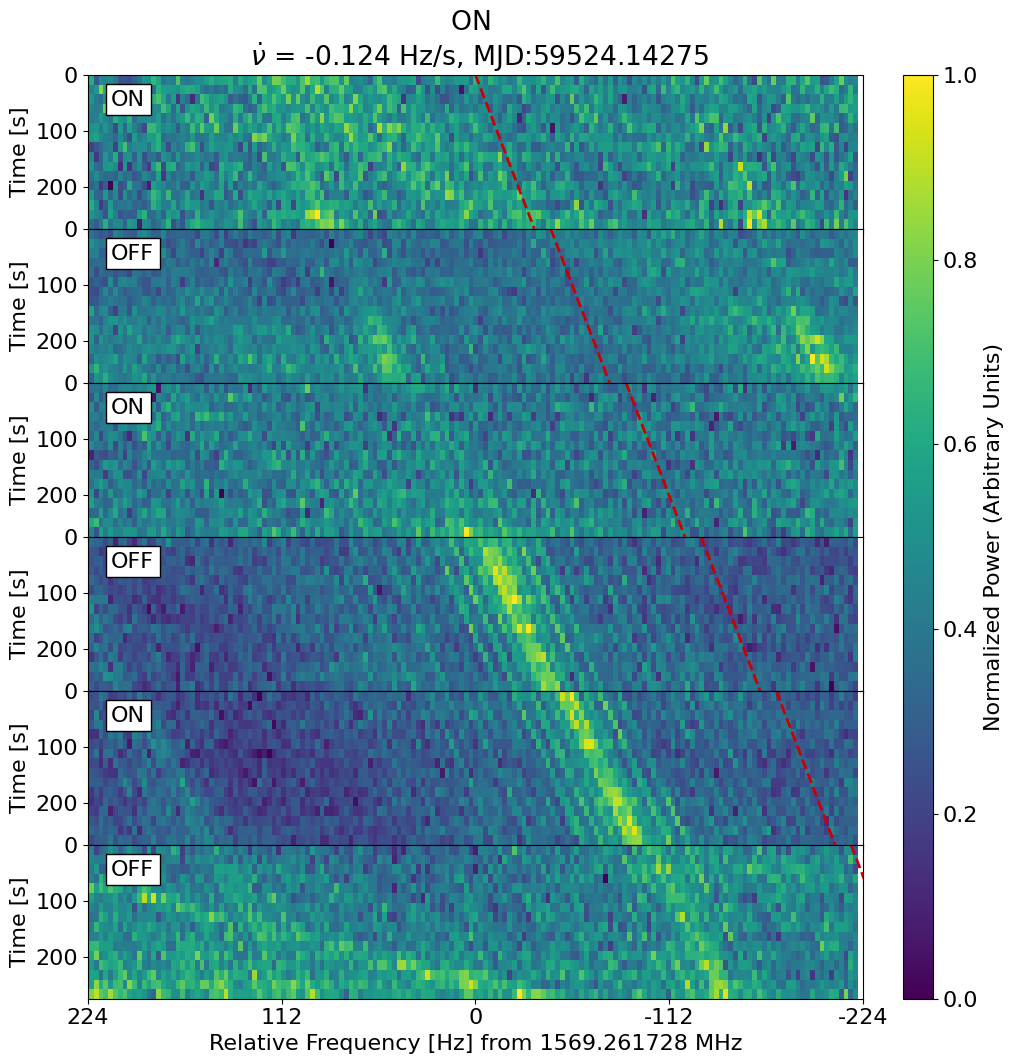 ON
ν̇ = -0.124 Hz/s, MJD:59524.14275
ON
OFF
ON
OFF
ON
OFF
Time [s]
0
100
200
Time [s]
0
100
200
Time [s]
0
100
200
Time [s]
0
100
200
Time [s]
0
100
200
Time [s]
0
100
200
224 112 0 -112 -224
Relative Frequency [Hz] from 1569.261728 MHz
1.0
0.8
0.6
0.4
0.2
0.0
Normalized Power (Arbitrary Units)